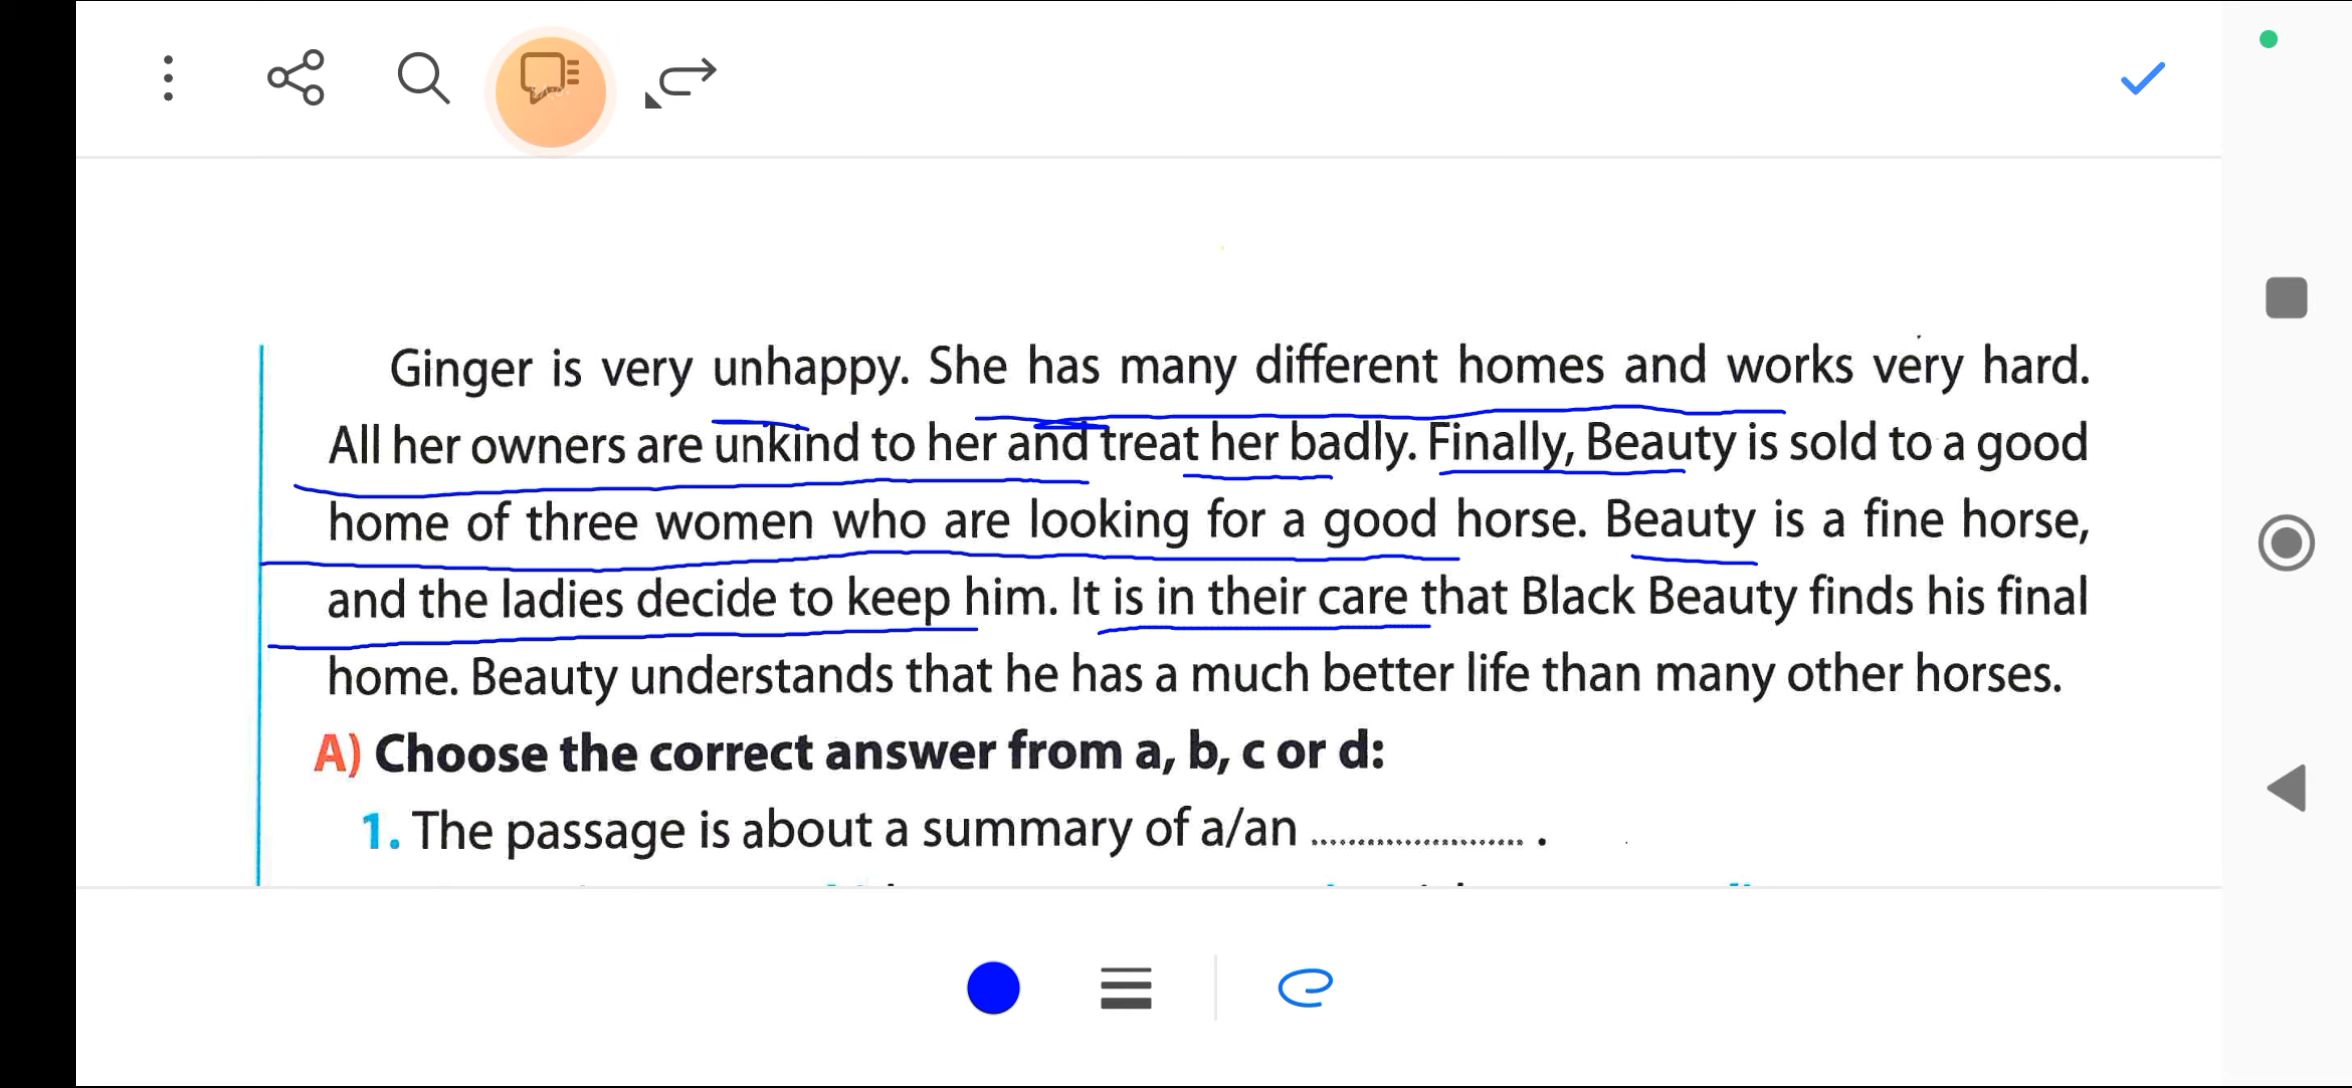 Ginger is very unhappy. She has many different homes and works very hard.
All her owners are unkind to her and treat her badly. Finally, Beauty is sold to a good
home of three women who are looking for a good horse. Beauty is a fine horse,
and the ladies decide to keep him. It is in their care that Black Beauty finds his final
home. Beauty understands that he has a much better life than many other horses.
A) Choose the correct answer from a, b, c or d:
1. The passage is about a summary of a/an ...................... .